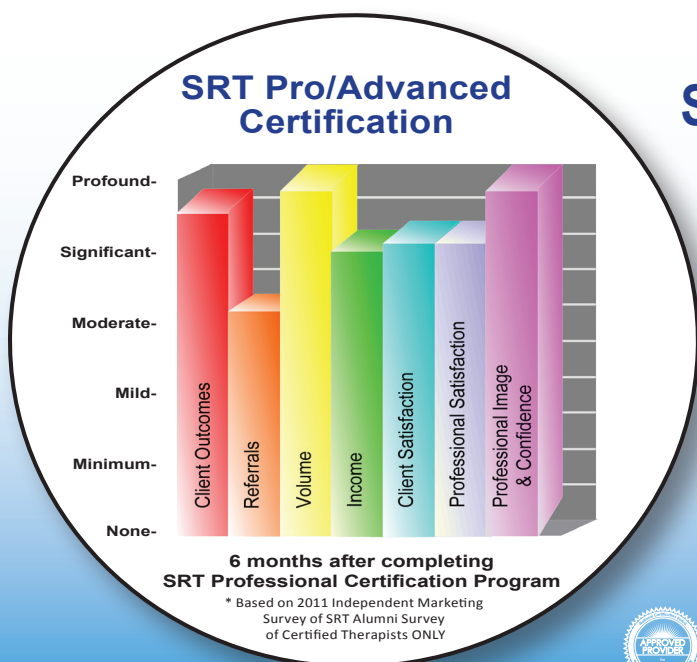 SRT Pro/Advanced
Certification
S
Profound-
Significant-
Moderate-
Mild-
Minimum-
None-
Client Outcomes
Referrals
Volume
Income
Client Satisfaction
Professional Satisfaction
Professional Image
& Confidence
6 months after completing
SRT Professional Certification Program
* Based on 2011 Independent Marketing
Survey of SRT Alumni Survey
of Certified Therapists ONLY
APPROVED
PROVIDER